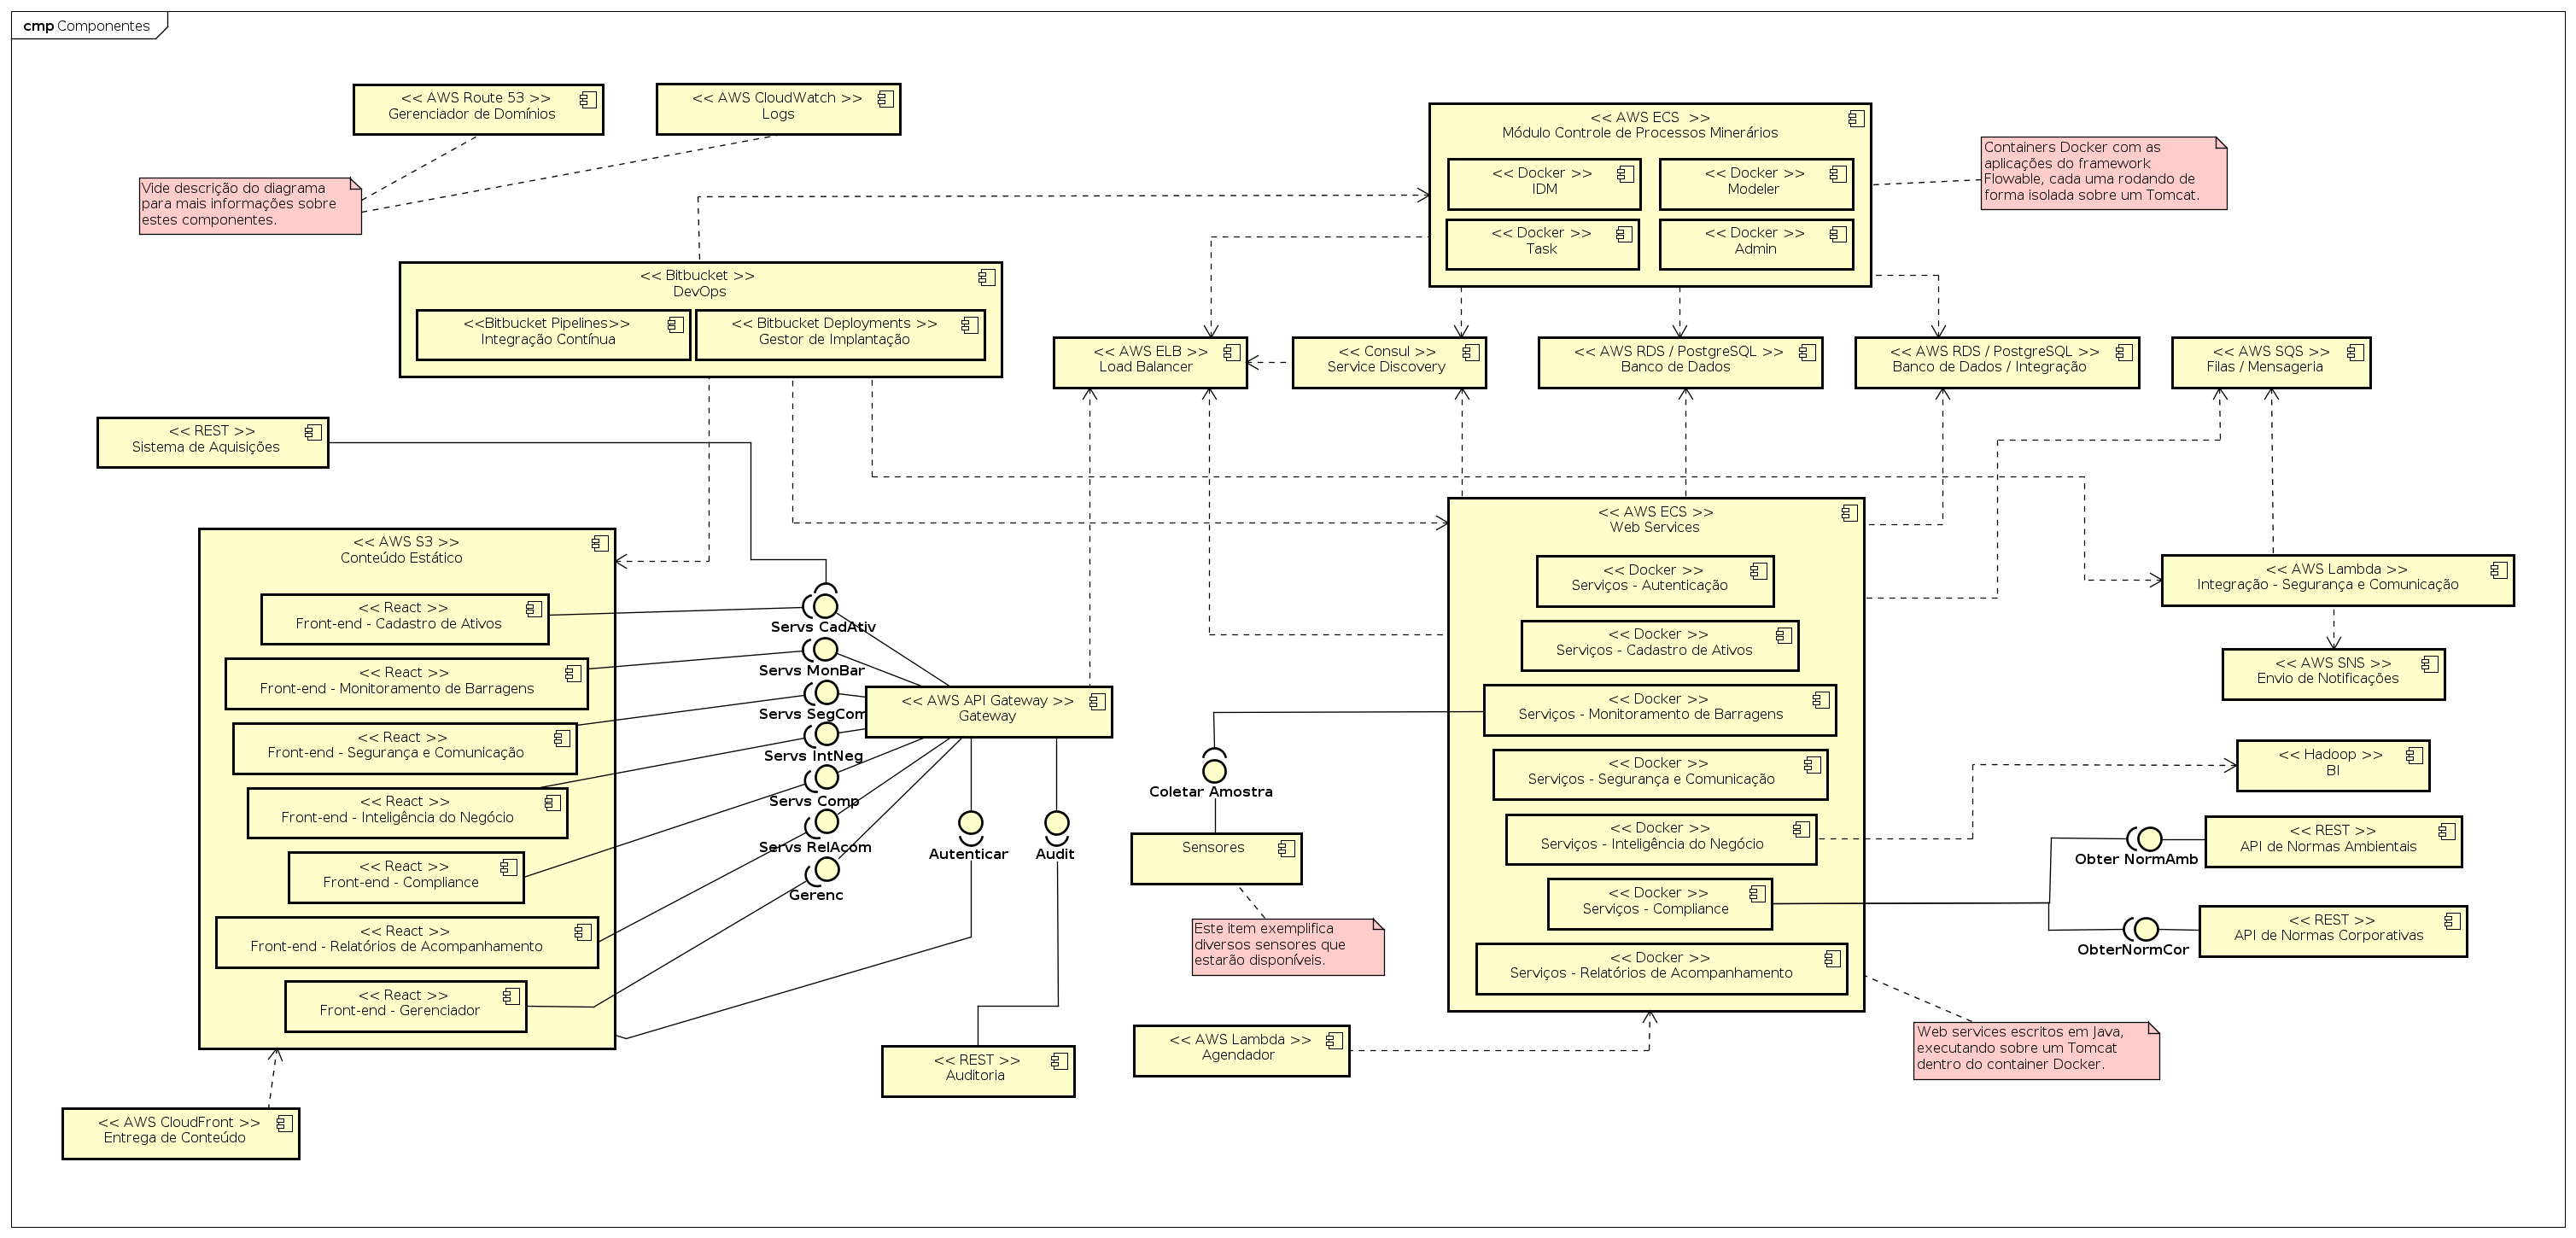 cmp Componentes
<< AWS Route 53 >>
Gerenciador de Domínios
<< AWS CloudWatch >>
Logs
Vide descrição do diagrama
para mais informações sobre
estes componentes.
<< AWS ECS  >>
Módulo Controle de Processos Minerários
<< Docker >>
IDM
<< Docker >>
Modeler
<< Docker >>
Task
<< Docker >>
Admin
Containers Docker com as
aplicações do framework
Flowable, cada uma rodando de
forma isolada sobre um Tomcat.
<< Bitbucket >>
DevOps
<<Bitbucket Pipelines>>
Integração Contínua
<< Bitbucket Deployments >>
Gestor de Implantação
<< AWS ELB >>
Load Balancer
<< Consul >>
Service Discovery
<< AWS RDS / PostgreSQL >>
Banco de Dados
<< AWS RDS / PostgreSQL >>
Banco de Dados / Integração
<< AWS SQS >>
Filas / Mensageria
<< REST >>
Sistema de Aquisições
<< AWS S3 >>
Conteúdo Estático
<< React >>
Front-end - Cadastro de Ativos
<< React >>
Front-end - Monitoramento de Barragens
<< React >>
Front-end - Segurança e Comunicação
<< React >>
Front-end - Inteligência do Negócio
<< React >>
Front-end - Compliance
<< React >>
Front-end - Relatórios de Acompanhamento
<< React >>
Front-end - Gerenciador
Servs CadAtiv
Servs MonBar
Servs SegCom
Servs IntNeg
Servs Comp
Servs RelAcom
Gerenc
<< AWS API Gateway >>
Gateway
Autenticar
Audit
<< REST >>
Auditoria
<< AWS CloudFront >>
Entrega de Conteúdo
Coletar Amostra
Sensores
Este item exemplifica
diversos sensores que
estarão disponíveis.
<< AWS Lambda >>
Agendador
<< AWS ECS >>
Web Services
<< Docker >>
Serviços - Autenticação
<< Docker >>
Serviços - Cadastro de Ativos
<< Docker >>
Serviços - Monitoramento de Barragens
<< Docker >>
Serviços - Segurança e Comunicação
<< Docker >>
Serviços - Inteligência do Negócio
<< Docker >>
Serviços - Compliance
<< Docker >>
Serviços - Relatórios de Acompanhamento
<< AWS Lambda >>
Integração - Segurança e Comunicação
<< AWS SNS >>
Envio de Notificações
<< Hadoop >>
BI
Obter NormAmb
<< REST >>
API de Normas Ambientais
ObterNormCor
<< REST >>
API de Normas Corporativas
Web services escritos em Java,
executando sobre um Tomcat
dentro do container Docker.